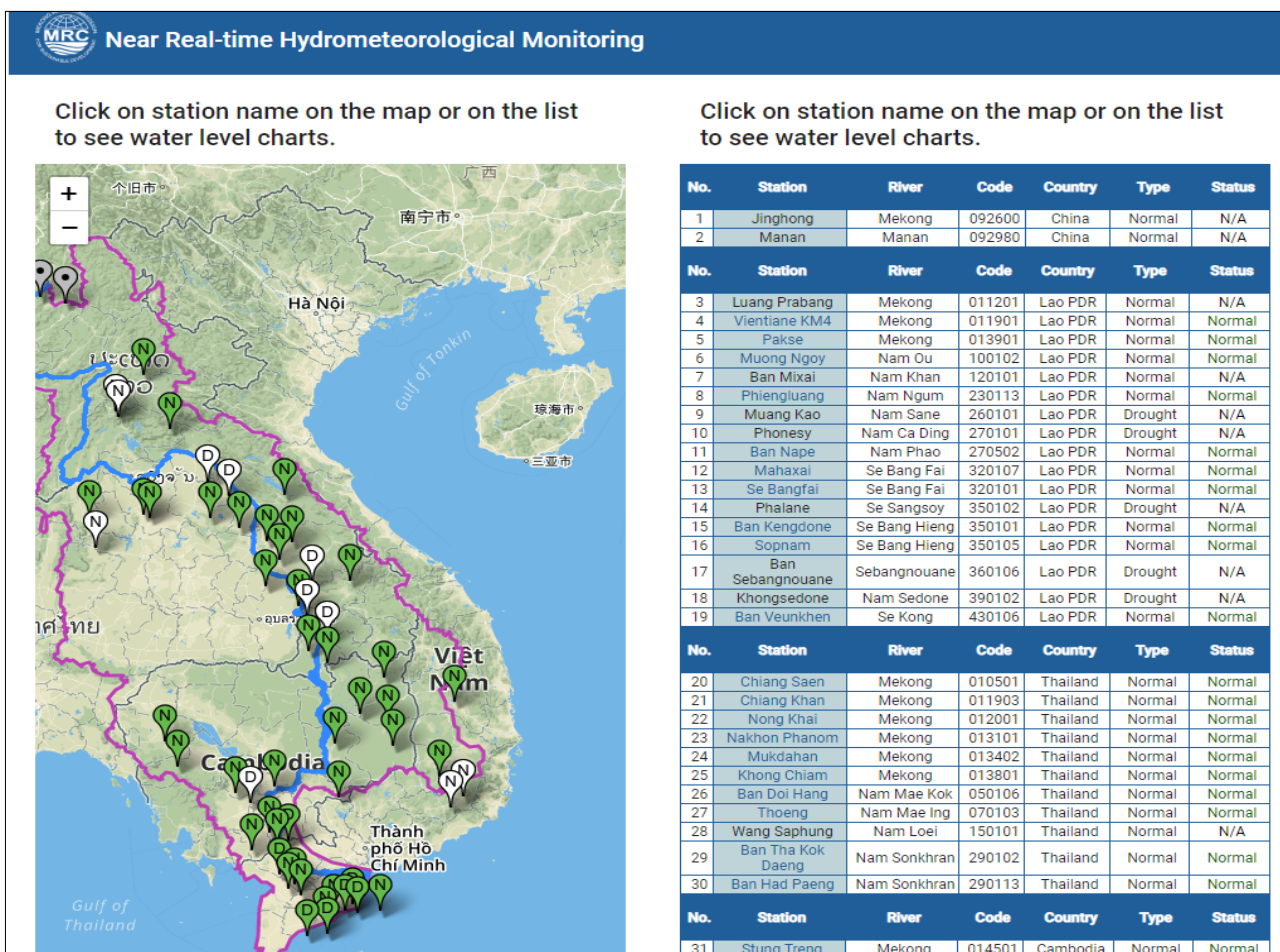 MRC
Near Real-time Hydrometeorological Monitoring
Click on station name on the map or on the list
to see water level charts.
+
−
个旧市
广西
南宁市
Hà Nội
Gulf of Tonkin
琼海市
三亚市
Việt
Nam
Cambodia
Thành
phố Hồ
Chí Minh
Gulf of
Thailand
Click on station name on the map or on the list
to see water level charts.
No. Station River Code Country Type Status
1 Jinghong Mekong 092600 China Normal N/A
2 Manan Manan 092980 China Normal N/A
No. Station River Code Country Type Status
3 Luang Prabang Mekong 011201 Lao PDR Normal N/A
4 Vientiane KM4 Mekong 011901 Lao PDR Normal Normal
5 Pakse Mekong 013901 Lao PDR Normal Normal
6 Muong Ngoy Nam Ou 100102 Lao PDR Normal Normal
7 Ban Mixai Nam Khan 120101 Lao PDR Normal N/A
8 Phiengluang Nam Ngum 230113 Lao PDR Normal Normal
9 Muang Kao Nam Sane 260101 Lao PDR Drought N/A
10 Phonesy Nam Ca Ding 270101 Lao PDR Drought N/A
11 Ban Nape Nam Phao 270502 Lao PDR Normal Normal
12 Mahaxai Se Bang Fai 320107 Lao PDR Normal Normal
13 Se Bangfai Se Bang Fai 320101 Lao PDR Normal Normal
14 Phalane Se Sangsoy 350102 Lao PDR Drought N/A
15 Ban Kengdone Se Bang Hieng 350101 Lao PDR Normal Normal
16 Sopnam Se Bang Hieng 350105 Lao PDR Normal Normal
17 Ban Sebangnouane Sebangnouane 360106 Lao PDR Drought N/A
18 Khongsedone Nam Sedone 390102 Lao PDR Drought N/A
19 Ban Veunkhen Se Kong 430106 Lao PDR Normal Normal
No. Station River Code Country Type Status
20 Chiang Saen Mekong 010501 Thailand Normal Normal
21 Chiang Khan Mekong 011903 Thailand Normal Normal
22 Nong Khai Mekong 012001 Thailand Normal Normal
23 Nakhon Phanom Mekong 013101 Thailand Normal Normal
24 Mukdahan Mekong 013402 Thailand Normal Normal
25 Khong Chiam Mekong 013801 Thailand Normal Normal
26 Ban Doi Hang Nam Mae Kok 050106 Thailand Normal Normal
27 Thoeng Nam Mae Ing 070103 Thailand Normal Normal
28 Wang Saphung Nam Loei 150101 Thailand Normal N/A
29 Ban Tha Kok Daeng Nam Sonkhran 290102 Thailand Normal Normal
30 Ban Had Paeng Nam Sonkhran 290113 Thailand Normal Normal
No. Station River Code Country Type Status
31 Stung Treng Mekong 014501 Cambodia Normal Normal